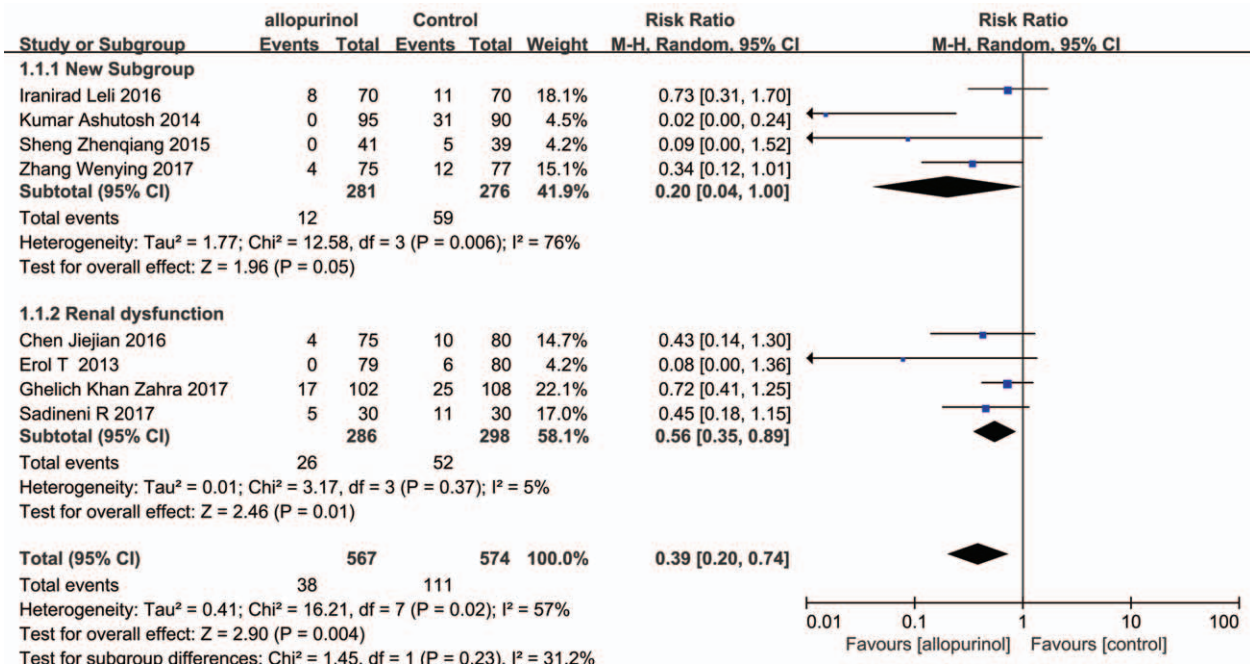 allopurinol Control Risk Ratio Risk Ratio
Study or Subgroup Events Total Events Total Weight M-H, Random, 95% CI M-H, Random, 95% CI
1.1.1 New Subgroup
Iranirad Leli 2016 8 70 11 70 18.1% 0.73 [0.31, 1.70]
Kumar Ashutosh 2014 0 95 31 90 4.5% 0.02 [0.00, 0.24]
Sheng Zhenqiang 2015 0 41 5 39 4.2% 0.09 [0.00, 1.52]
Zhang Wenying 2017 4 75 12 77 15.1% 0.34 [0.12, 1.01]
Subtotal (95% CI) 281 276 41.9% 0.20 [0.04, 1.00]
Total events 12 59
Heterogeneity: Tau² = 1.77; Chi² = 12.58, df = 3 (P = 0.006); I² = 76%
Test for overall effect: Z = 1.96 (P = 0.05)
1.1.2 Renal dysfunction
Chen Jiejian 2016 4 75 10 80 14.7% 0.43 [0.14, 1.30]
Erol T 2013 0 79 6 80 4.2% 0.08 [0.00, 1.36]
Ghelich Khan Zahra 2017 17 102 25 108 22.1% 0.72 [0.41, 1.25]
Sadineni R 2017 5 30 11 30 17.0% 0.45 [0.18, 1.15]
Subtotal (95% CI) 286 298 58.1% 0.56 [0.35, 0.89]
Total events 26 52
Heterogeneity: Tau² = 0.01; Chi² = 3.17, df = 3 (P = 0.37); I² = 5%
Test for overall effect: Z = 2.46 (P = 0.01)
Total (95% CI) 567 574 100.0% 0.39 [0.20, 0.74]
Total events 38 111
Heterogeneity: Tau² = 0.41; Chi² = 16.21, df = 7 (P = 0.02); I² = 57%
Test for overall effect: Z = 2.90 (P = 0.004)
Test for subgroup differences: Chi² = 1.45, df = 1 (P = 0.23), I² = 31.2%
0.01 0.1 1 10 100
Favours [allopurinol] Favours [control]